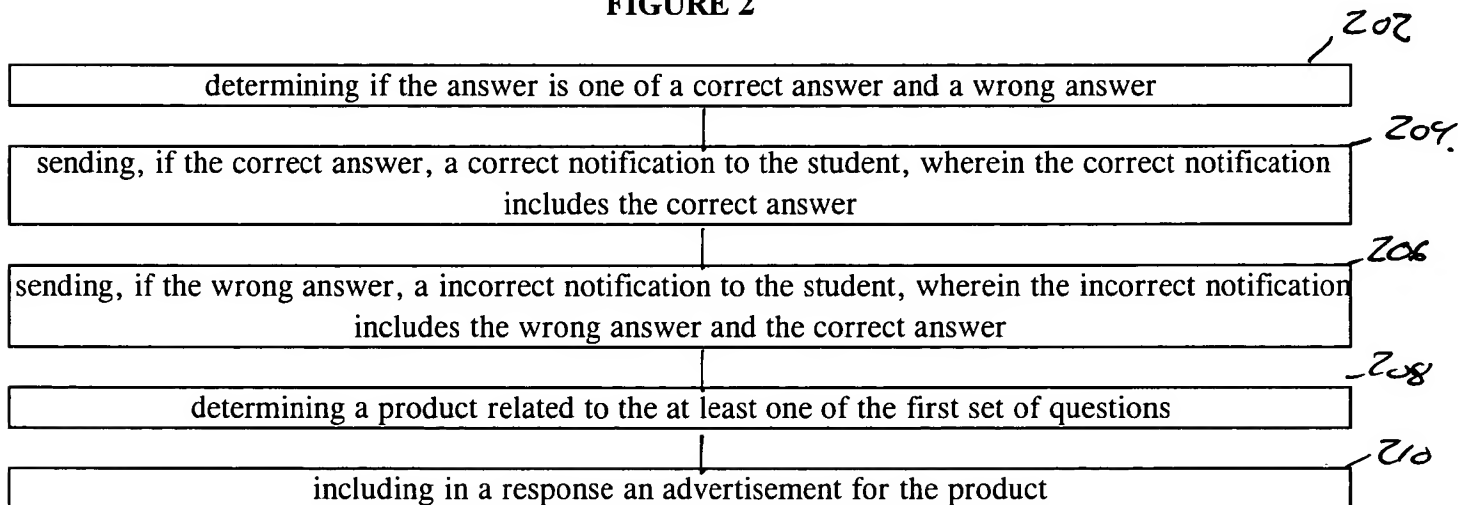 FIGURE 2
202
determining if the answer is one of a correct answer and a wrong answer
204.
sending, if the correct answer, a correct notification to the student, wherein the correct notification
includes the correct answer
206
sending, if the wrong answer, a incorrect notification to the student, wherein the incorrect notification
includes the wrong answer and the correct answer
208
determining a product related to the at least one of the first set of questions
210
including in a response an advertisement for the product